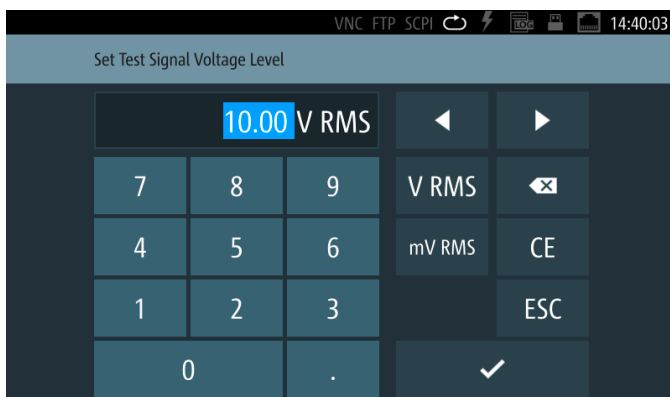 VNC FTP SCPI LOG 14:40:03
Set Test Signal Voltage Level
10.00 V RMS
7 8 9 V RMS
4 5 6 mV RMS CE
1 2 3 ESC
0 .